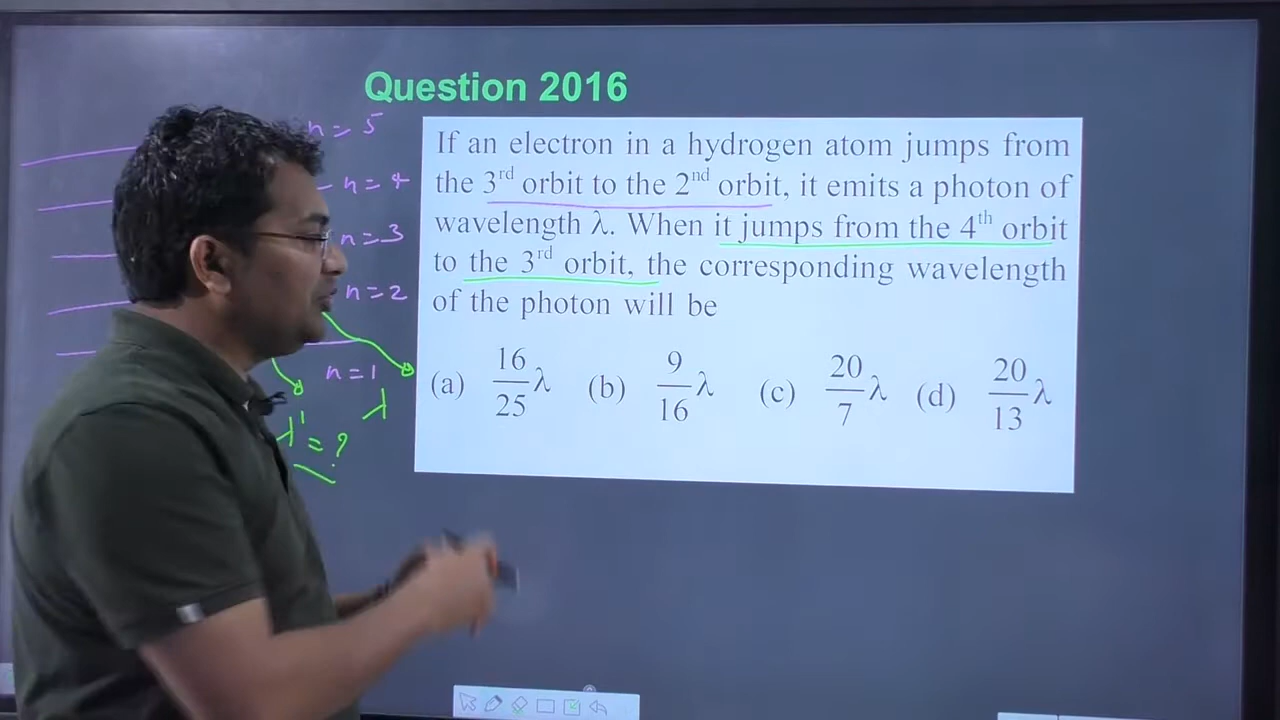 Question 2016
n = 5
n = 4
n = 3
n = 2
n = 1
λ
λ' = ?
If an electron in a hydrogen atom jumps from
the 3rd orbit to the 2nd orbit, it emits a photon of
wavelength λ. When it jumps from the 4th orbit
to the 3rd orbit, the corresponding wavelength
of the photon will be
(a) 16/25 λ (b) 9/16 λ (c) 20/7 λ (d) 20/13 λ